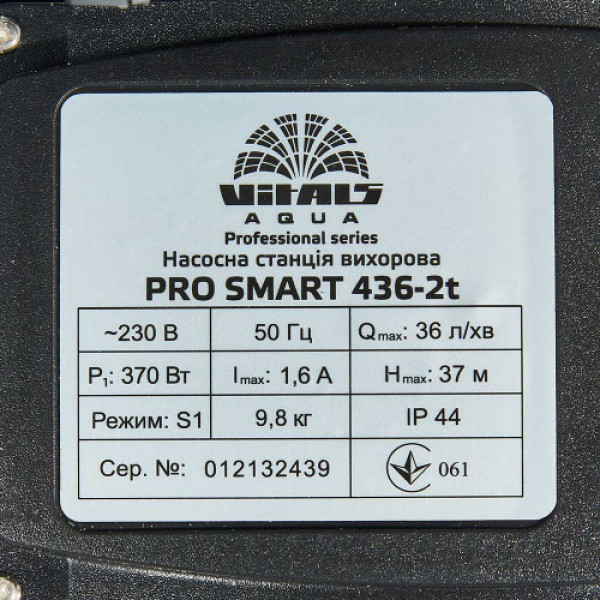 VITALS
AQUA
Professional series
Насосна станція вихорова
PRO SMART 436-2t
~230 В 50 Гц Qmax: 36 л/хв
P1: 370 Вт Imax: 1,6 А Hmax: 37 м
Режим: S1 9,8 кг IP 44
Сер. №: 012132439 061